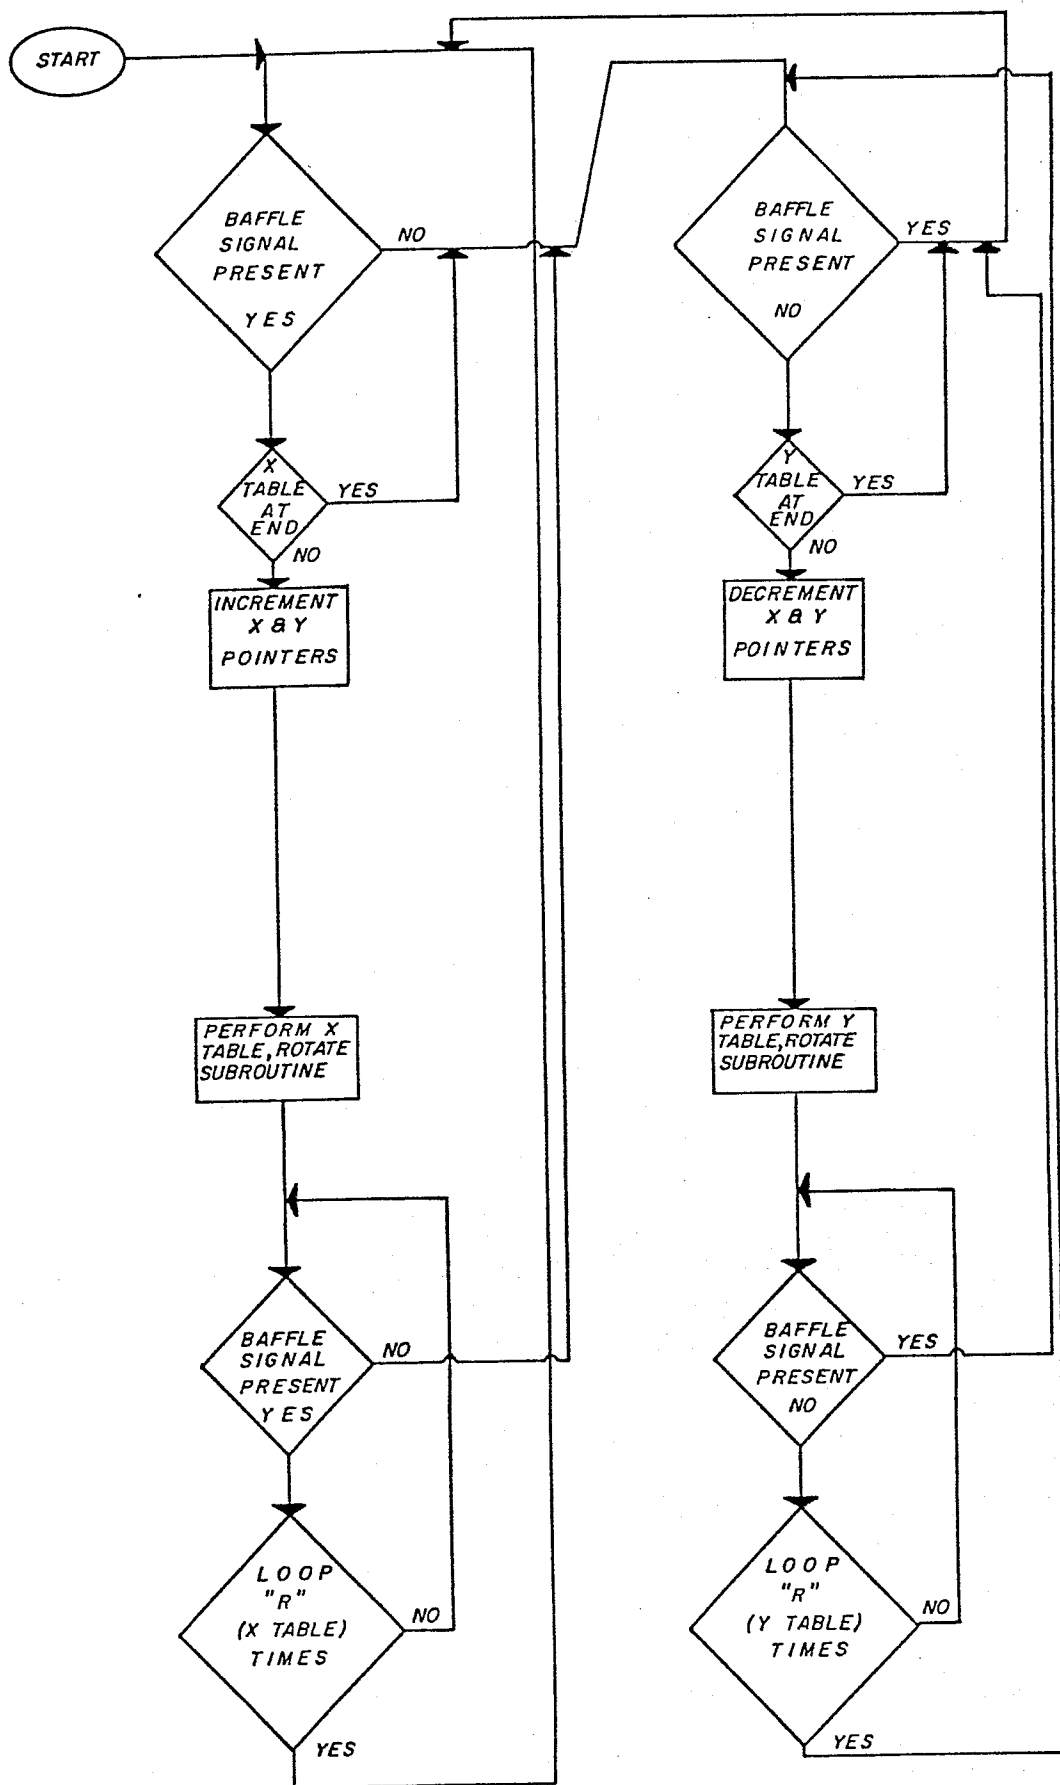 START
BAFFLE
SIGNAL
PRESENT
YES
NO
X
TABLE
AT
END
YES
NO
INCREMENT
X & Y
POINTERS
PERFORM X
TABLE, ROTATE
SUBROUTINE
BAFFLE
SIGNAL
PRESENT
YES
NO
LOOP
"R"
(X TABLE)
TIMES
NO
YES
BAFFLE
SIGNAL
PRESENT
NO
YES
Y
TABLE
AT
END
YES
NO
DECREMENT
X & Y
POINTERS
PERFORM Y
TABLE, ROTATE
SUBROUTINE
BAFFLE
SIGNAL
PRESENT
NO
YES
LOOP
"R"
(Y TABLE)
TIMES
NO
YES